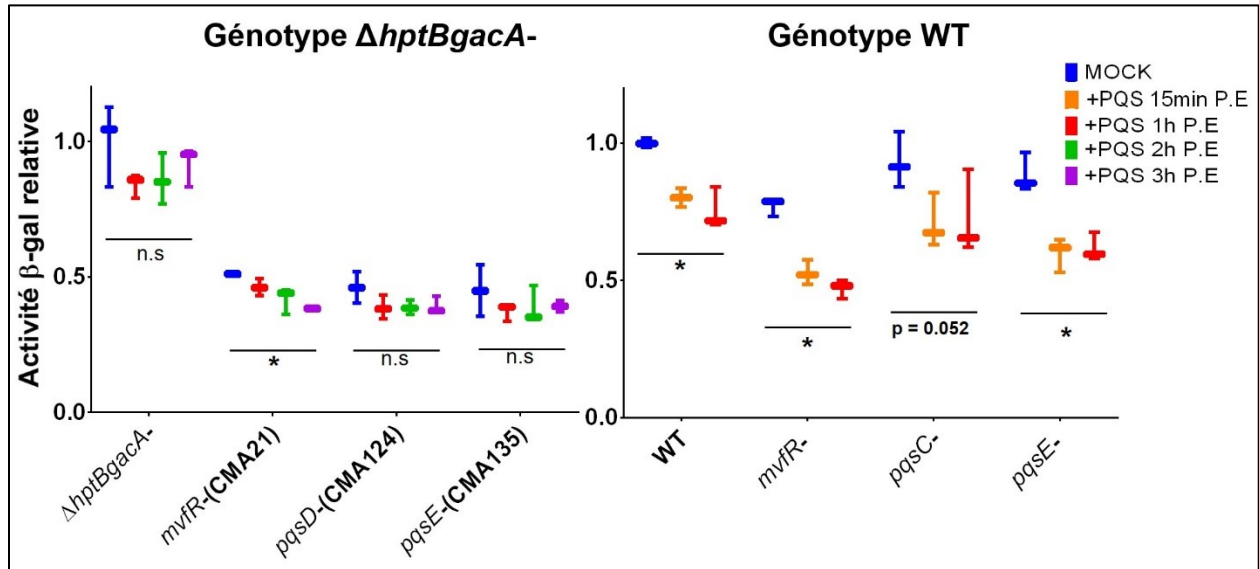 Génotype ΔhptBgacA-
Génotype WT
MOCK
+PQS 15min P.E
+PQS 1h P.E
+PQS 2h P.E
+PQS 3h P.E
Activité β-gal relative
1.0
0.5
0.0
n.s
*
n.s
n.s
ΔhptBgacA-
mvfR-(CMA21)
pqsD-(CMA124)
pqsE-(CMA135)
1.0
0.5
0.0
*
*
p = 0.052
*
WT
mvfR-
pqsC-
pqsE-